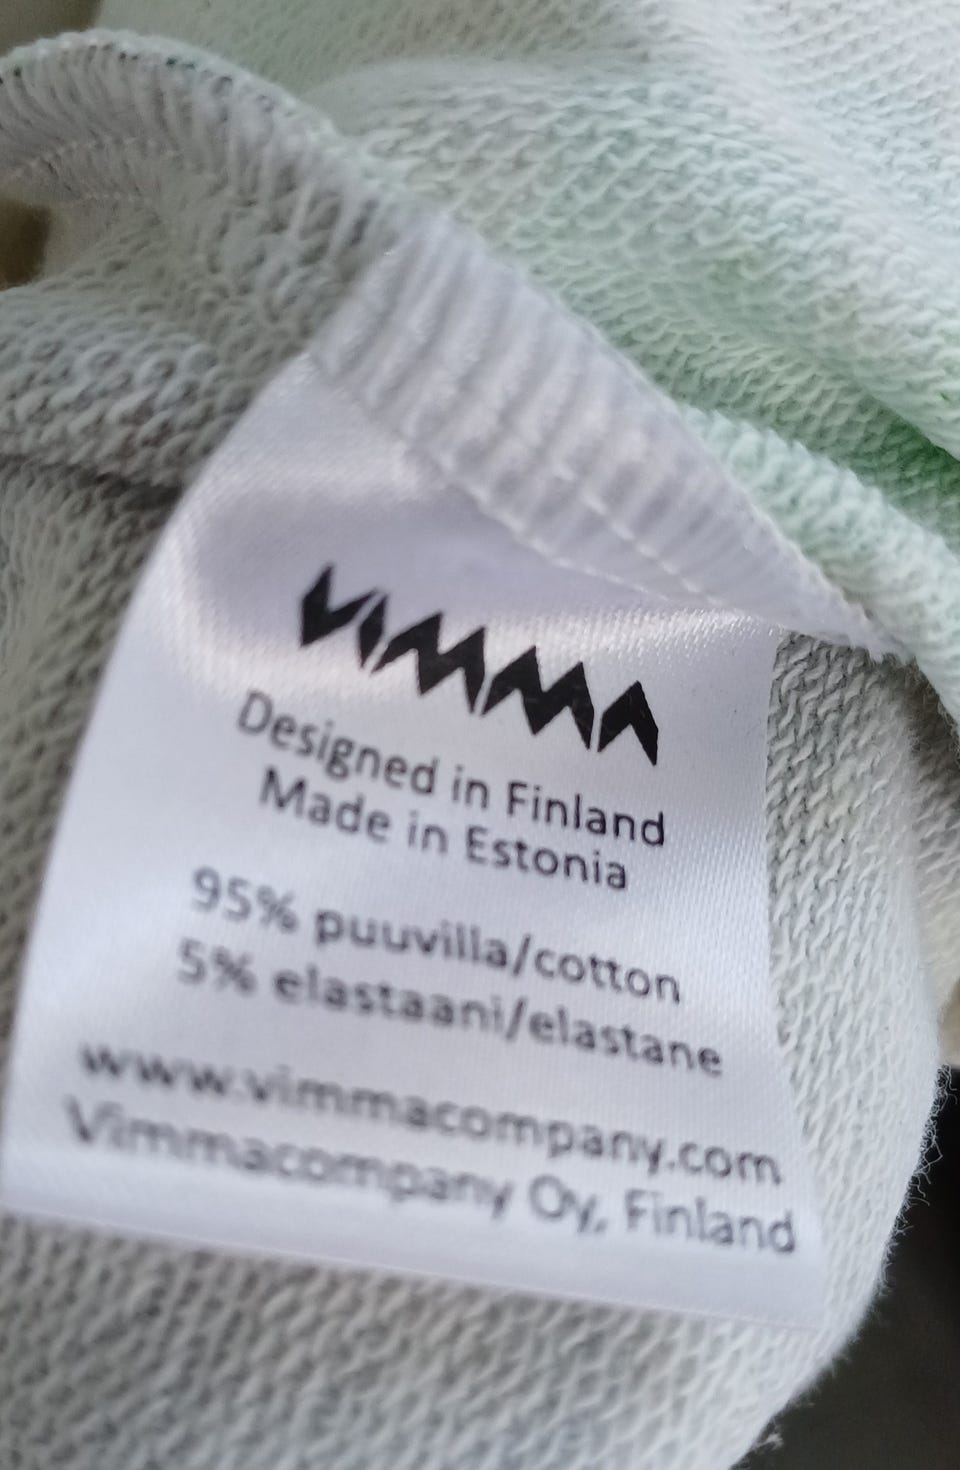 VIMMA
Designed in Finland
Made in Estonia
95% puuvilla/cotton
5% elastaani/elastane
www.vimmacompany.com
Vimmacompany Oy, Finland